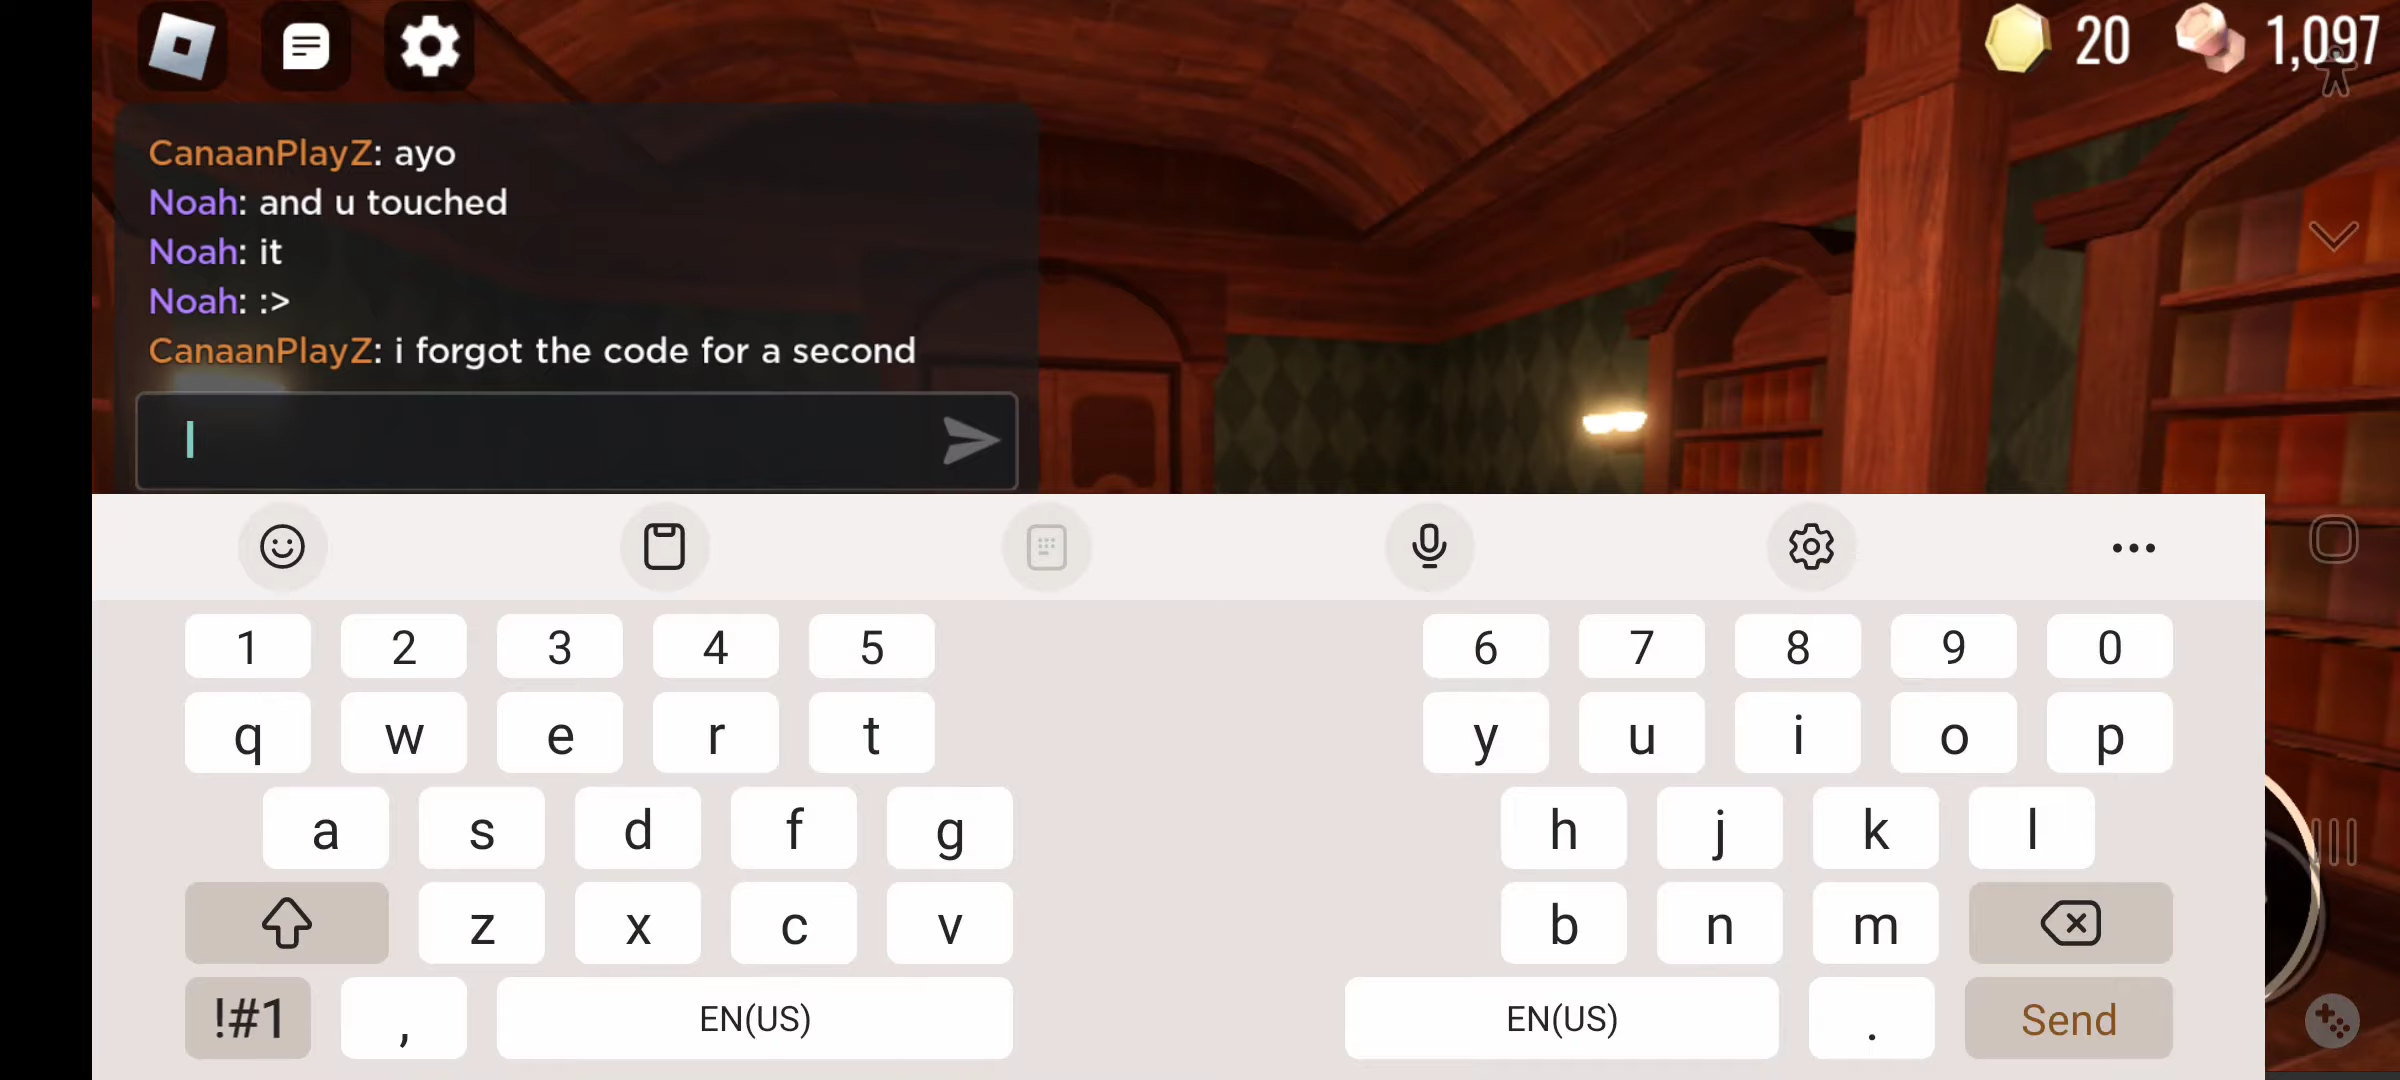 20 1,097
CanaanPlayZ: ayo
Noah: and u touched
Noah: it
Noah: :>
CanaanPlayZ: i forgot the code for a second
1 2 3 4 5 6 7 8 9 0
q w e r t y u i o p
a s d f g h j k l
z x c v b n m
!#1 , EN(US) EN(US) . Send